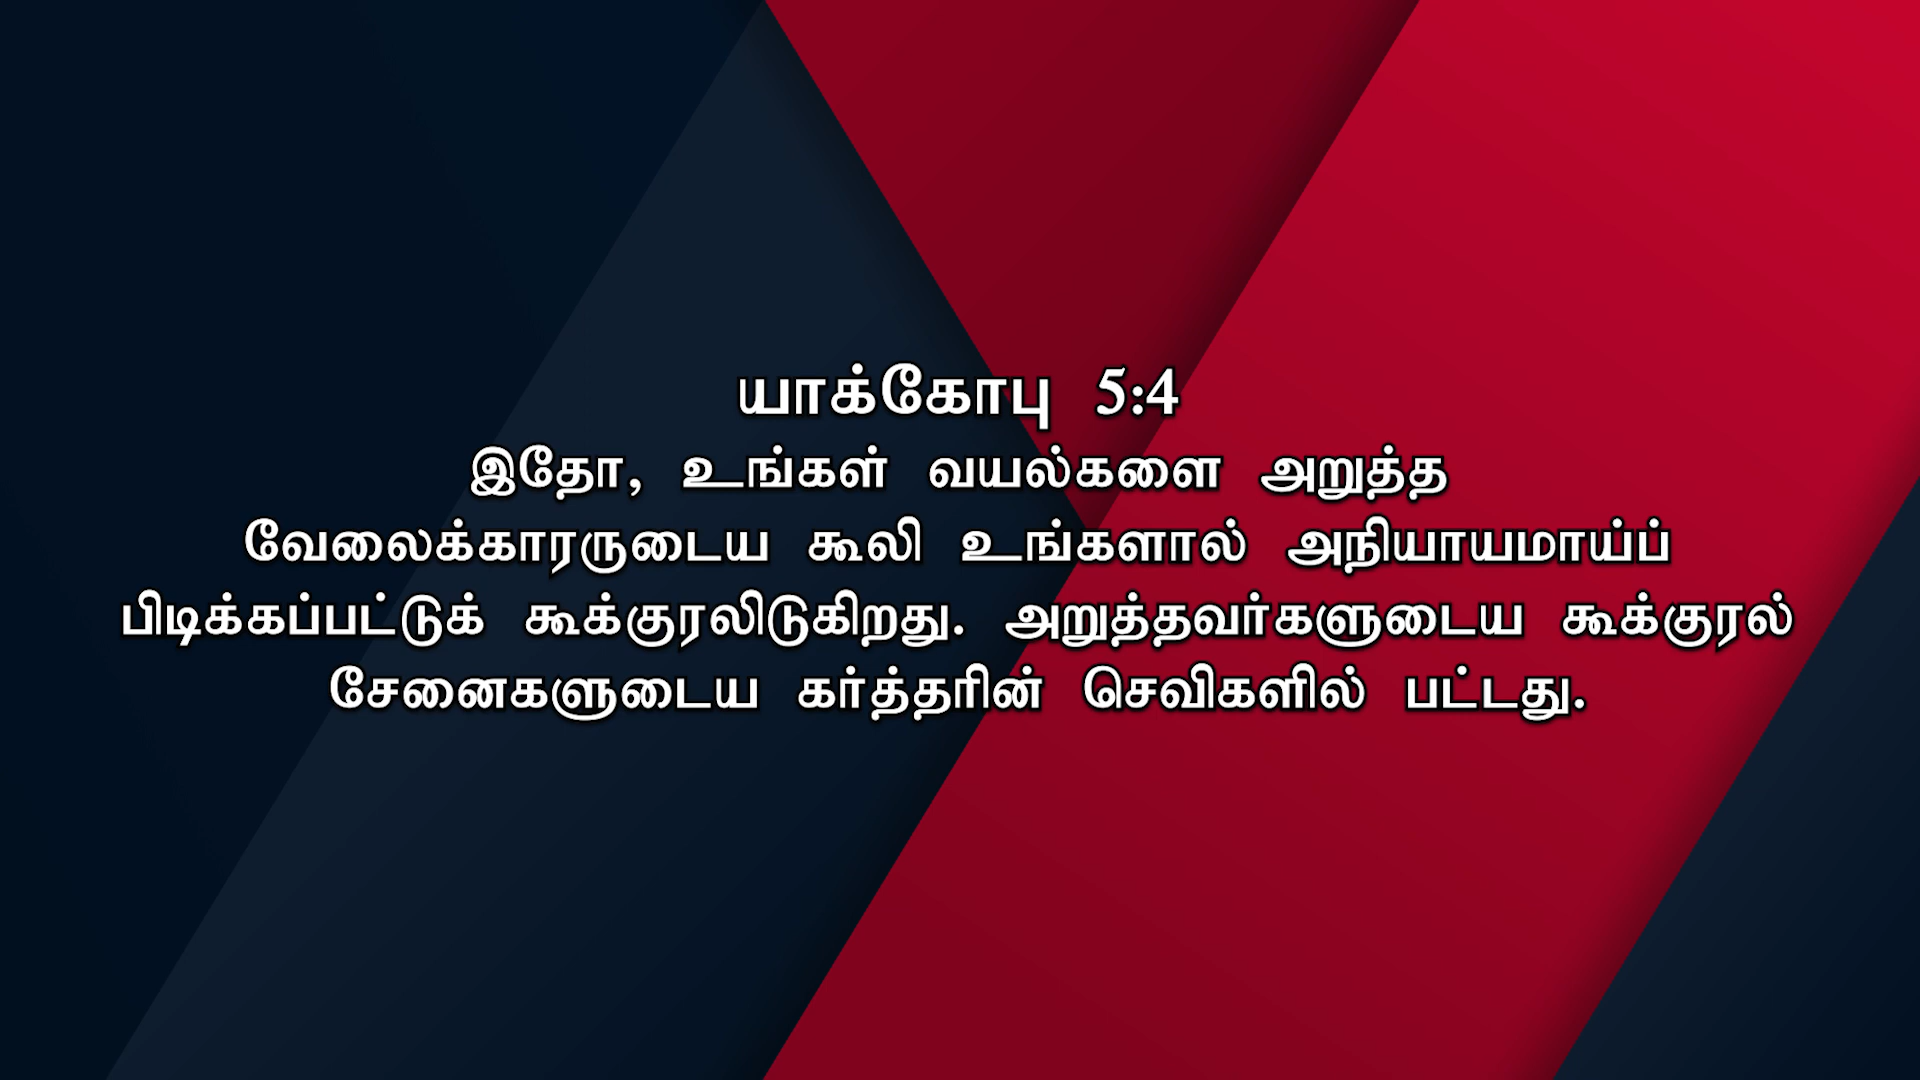 யாக்கோபு 5:4
இதோ, உங்கள் வயல்களை அறுத்த
வேலைக்காரருடைய கூலி உங்களால் அநியாயமாய்ப்
பிடிக்கப்பட்டுக் கூக்குரலிடுகிறது. அறுத்தவர்களுடைய கூக்குரல்
சேனைகளுடைய கர்த்தரின் செவிகளில் பட்டது.